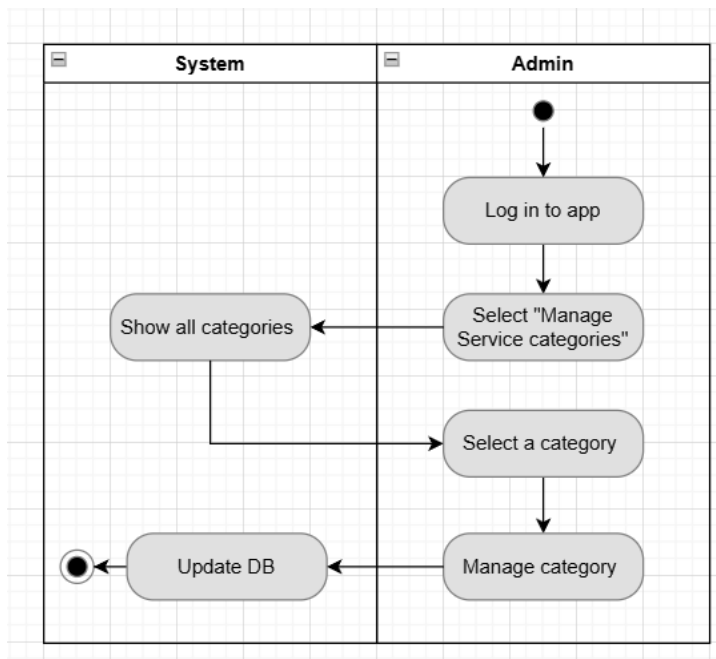 System
Admin
Log in to app
Show all categories
Select "Manage
Service categories"
Select a category
Update DB
Manage category